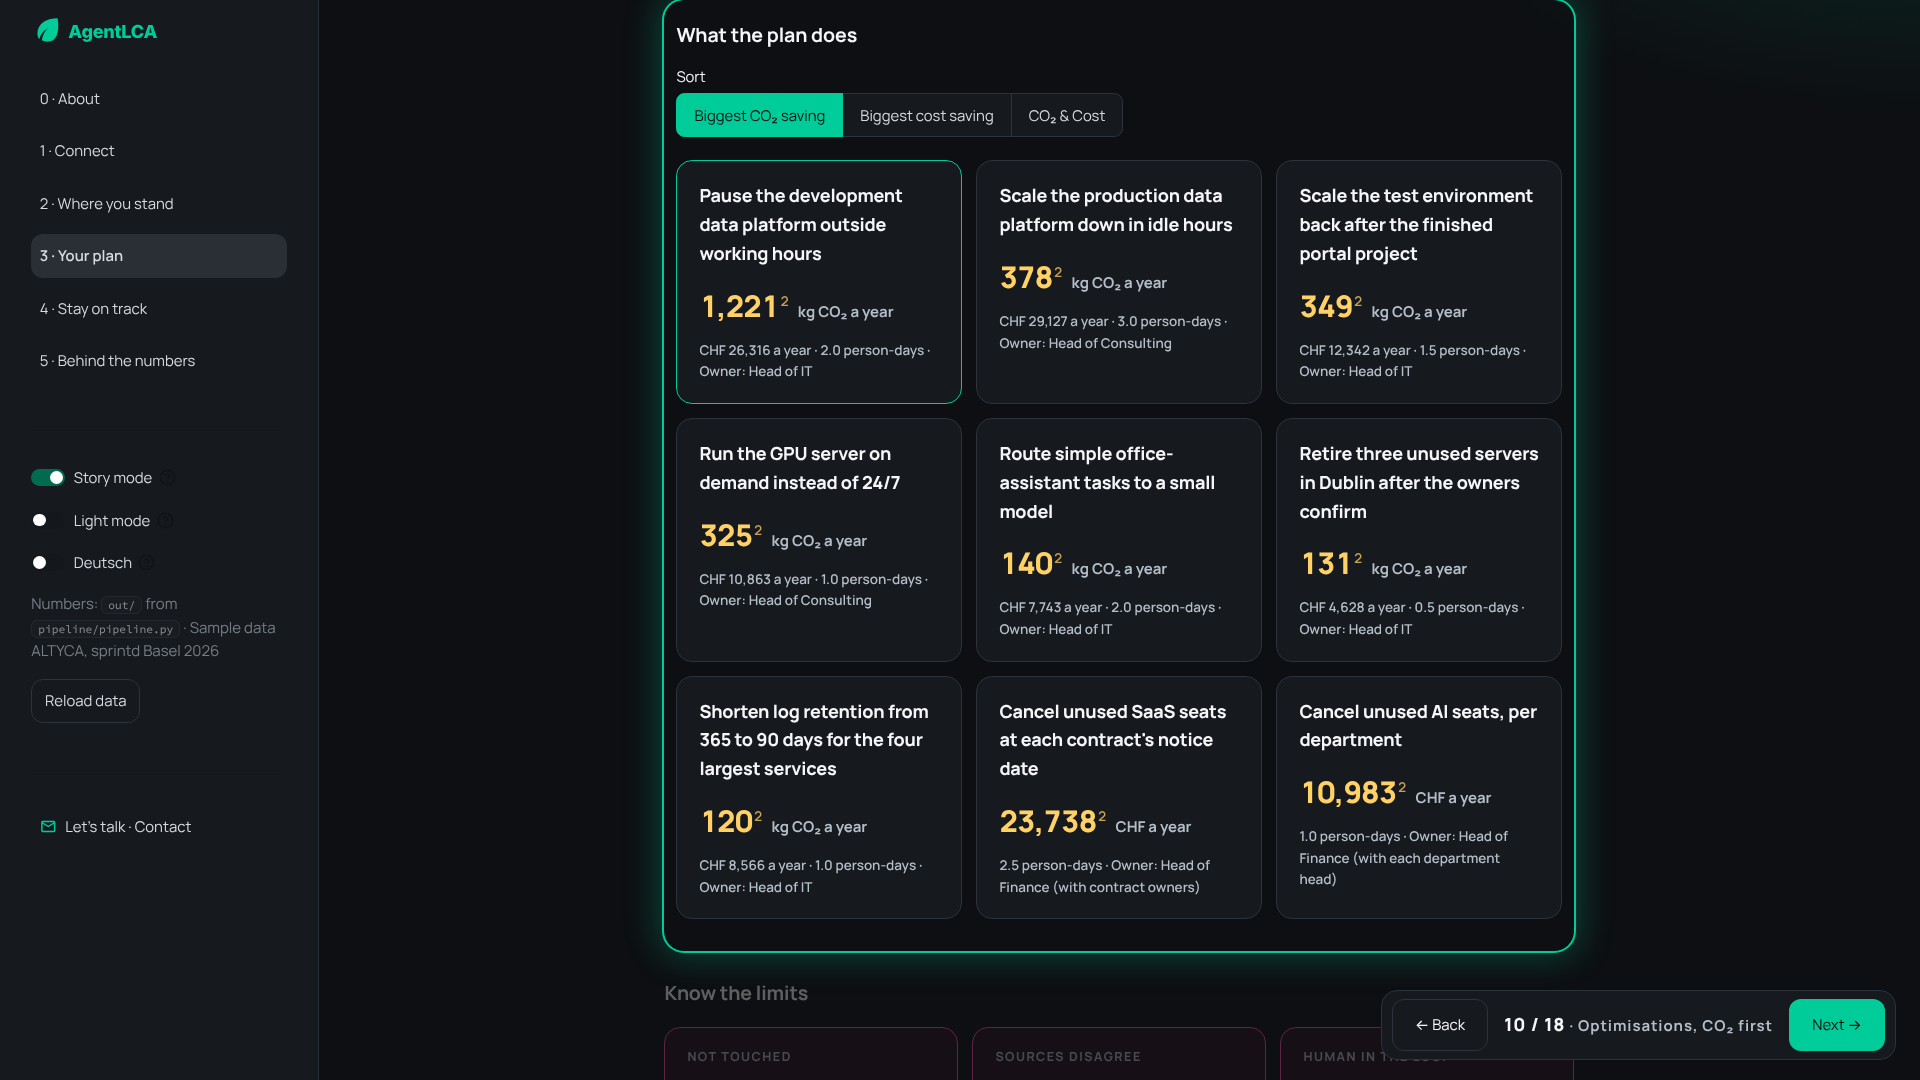 AgentLCA
0 · About
1 · Connect
2 · Where you stand
3 · Your plan
4 · Stay on track
5 · Behind the numbers
Story mode
Light mode
Deutsch
Numbers: out/ from
pipeline/pipeline.py · Sample data
ALTYCA, sprintd Basel 2026
Reload data
Let's talk · Contact
What the plan does
Sort
Biggest CO₂ saving
Biggest cost saving
CO₂ & Cost
Pause the development
data platform outside
working hours
1,221² kg CO₂ a year
CHF 26,316 a year · 2.0 person-days ·
Owner: Head of IT
Scale the production data
platform down in idle hours
378² kg CO₂ a year
CHF 29,127 a year · 3.0 person-days ·
Owner: Head of Consulting
Scale the test environment
back after the finished
portal project
349² kg CO₂ a year
CHF 12,342 a year · 1.5 person-days ·
Owner: Head of IT
Run the GPU server on
demand instead of 24/7
325² kg CO₂ a year
CHF 10,863 a year · 1.0 person-days ·
Owner: Head of Consulting
Route simple office-
assistant tasks to a small
model
140² kg CO₂ a year
CHF 7,743 a year · 2.0 person-days ·
Owner: Head of IT
Retire three unused servers
in Dublin after the owners
confirm
131² kg CO₂ a year
CHF 4,628 a year · 0.5 person-days ·
Owner: Head of IT
Shorten log retention from
365 to 90 days for the four
largest services
120² kg CO₂ a year
CHF 8,566 a year · 1.0 person-days ·
Owner: Head of IT
Cancel unused SaaS seats
at each contract's notice
date
23,738² CHF a year
2.5 person-days · Owner: Head of
Finance (with contract owners)
Cancel unused AI seats, per
department
10,983² CHF a year
1.0 person-days · Owner: Head of
Finance (with each department
head)
Know the limits
NOT TOUCHED
SOURCES DISAGREE
HUMAN IN
← Back
10 / 18 · Optimisations, CO₂ first
Next →